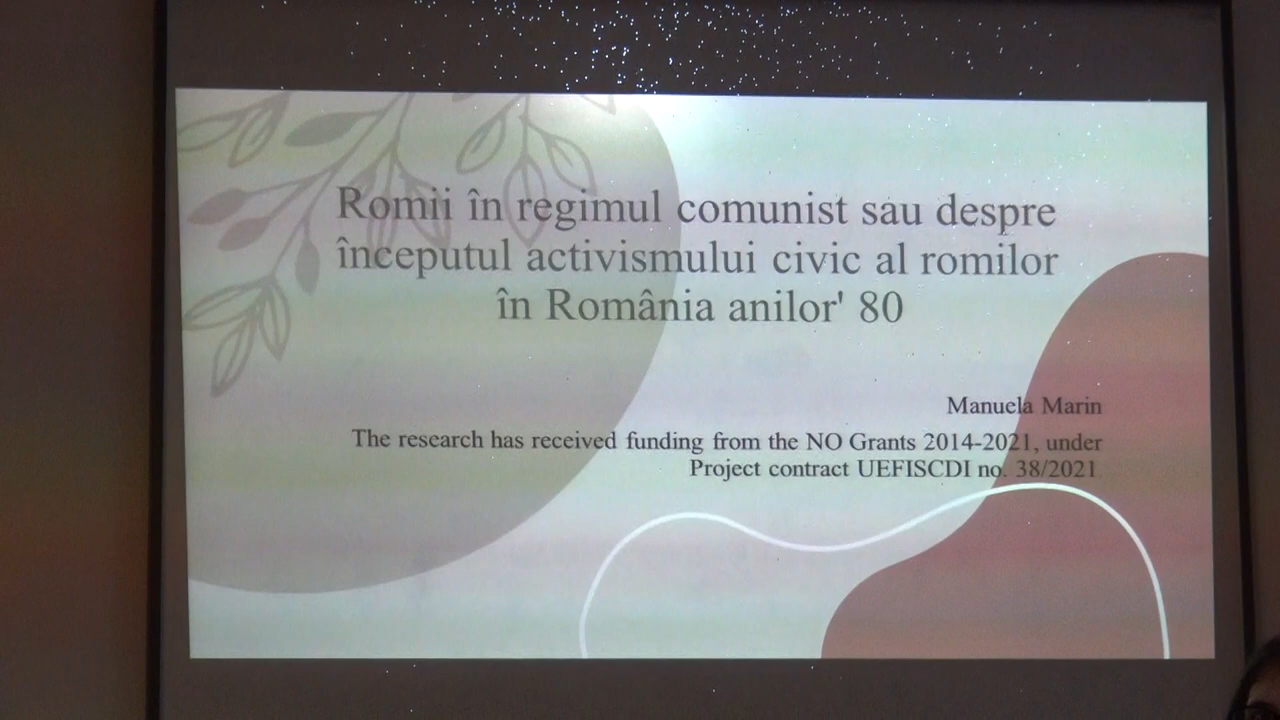 Romii în regimul comunist sau despre
începutul activismului civic al romilor
în România anilor' 80
Manuela Marin
The research has received funding from the NO Grants 2014-2021, under
Project contract UEFISCDI no. 38/2021